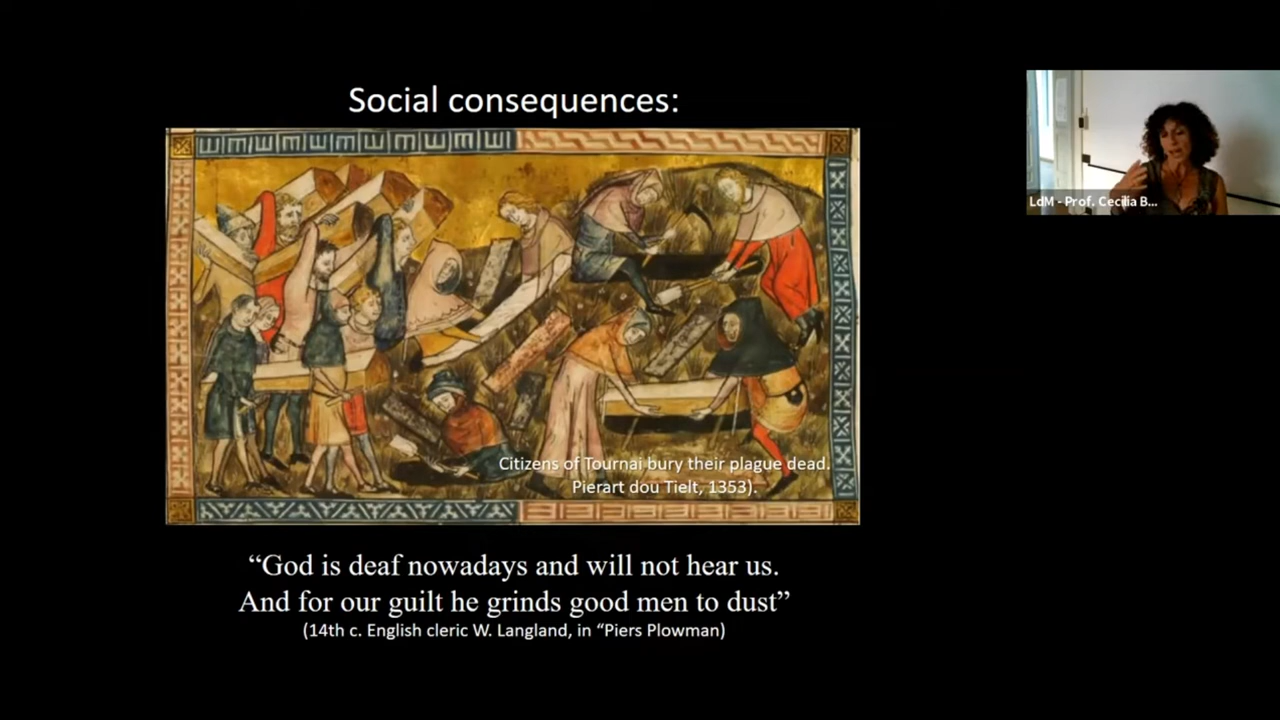 Social consequences:
LdM - Prof. Cecilia B...
Citizens of Tournai bury their plague dead.
Pierart dou Tielt, 1353).
“God is deaf nowadays and will not hear us.
And for our guilt he grinds good men to dust”
(14th c. English cleric W. Langland, in “Piers Plowman)